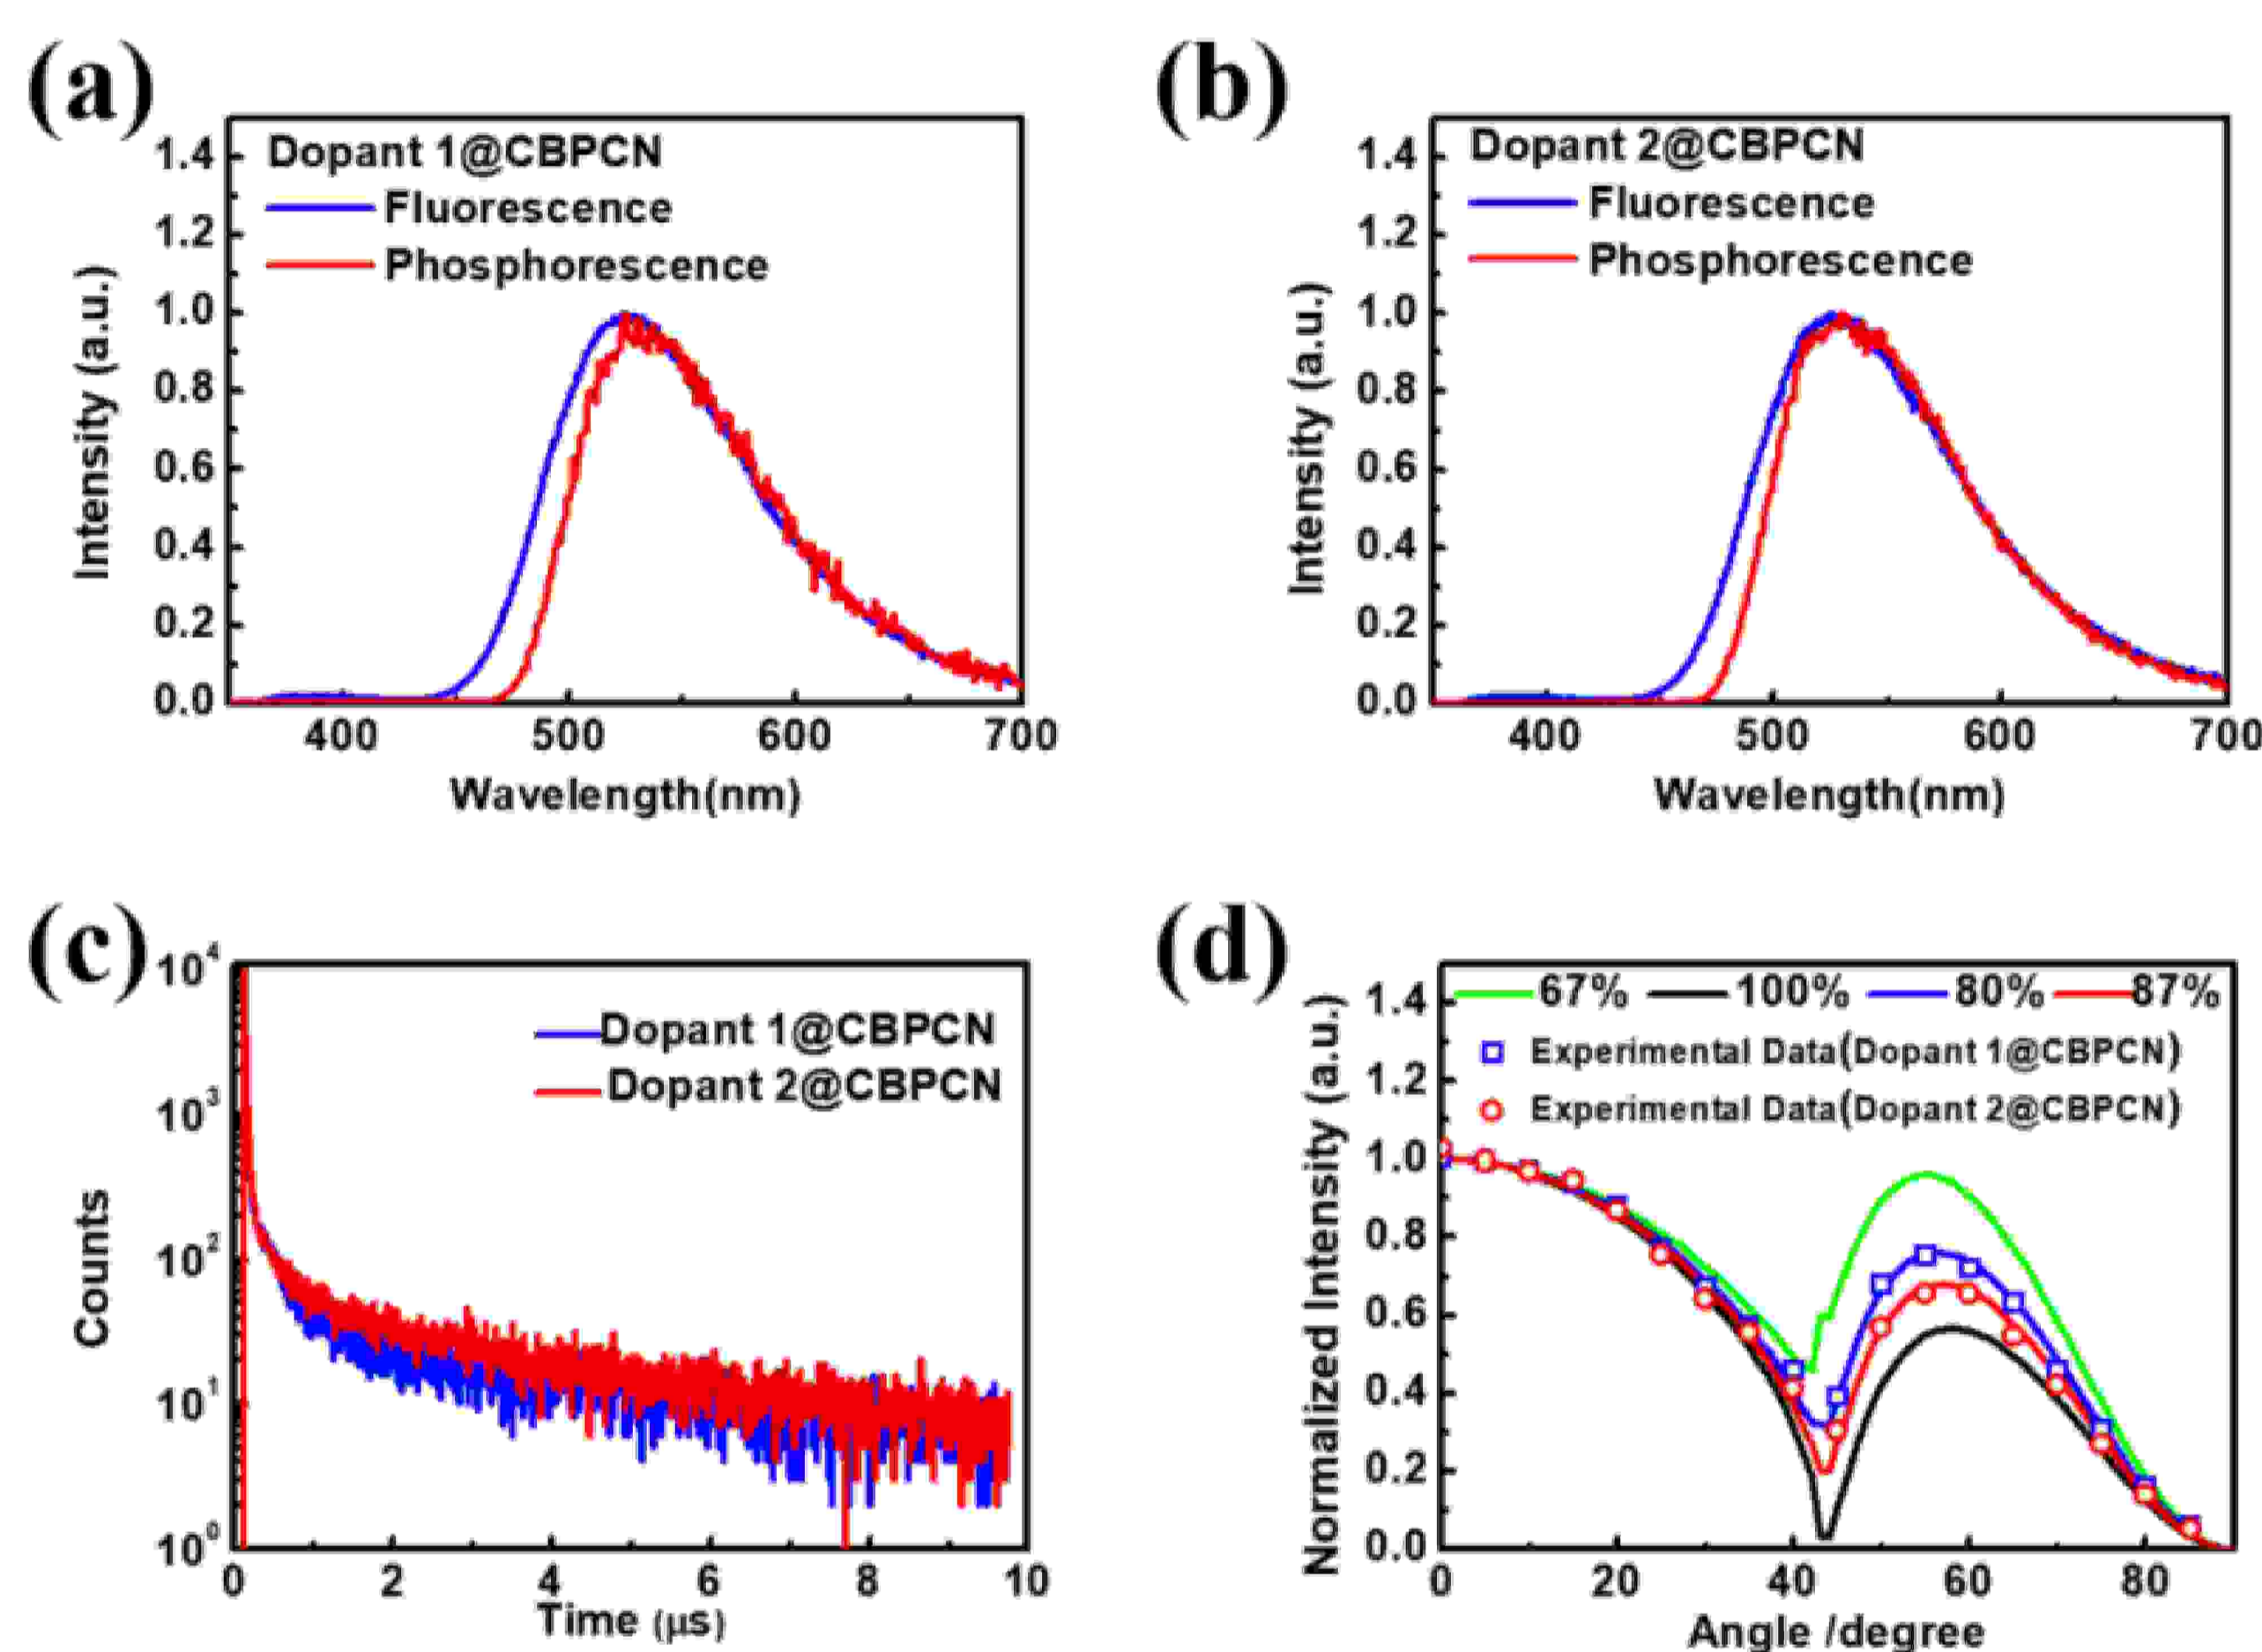 (a)
Dopant 1@CBPCN
Fluorescence
Phosphorescence
Intensity (a.u.)
1.4
1.2
1.0
0.8
0.6
0.4
0.2
0.0
400 500 600 700
Wavelength(nm)
(b)
Dopant 2@CBPCN
Fluorescence
Phosphorescence
Intensity (a.u.)
1.4
1.2
1.0
0.8
0.6
0.4
0.2
0.0
400 500 600 700
Wavelength(nm)
(c)
Dopant 1@CBPCN
Dopant 2@CBPCN
Counts
10⁴
10³
10²
10¹
10⁰
0 2 4 6 8 10
Time (μs)
(d)
67% 100% 80% 87%
Experimental Data(Dopant 1@CBPCN)
Experimental Data(Dopant 2@CBPCN)
Normalized Intensity (a.u.)
1.4
1.2
1.0
0.8
0.6
0.4
0.2
0.0
0 20 40 60 80
Angle /degree